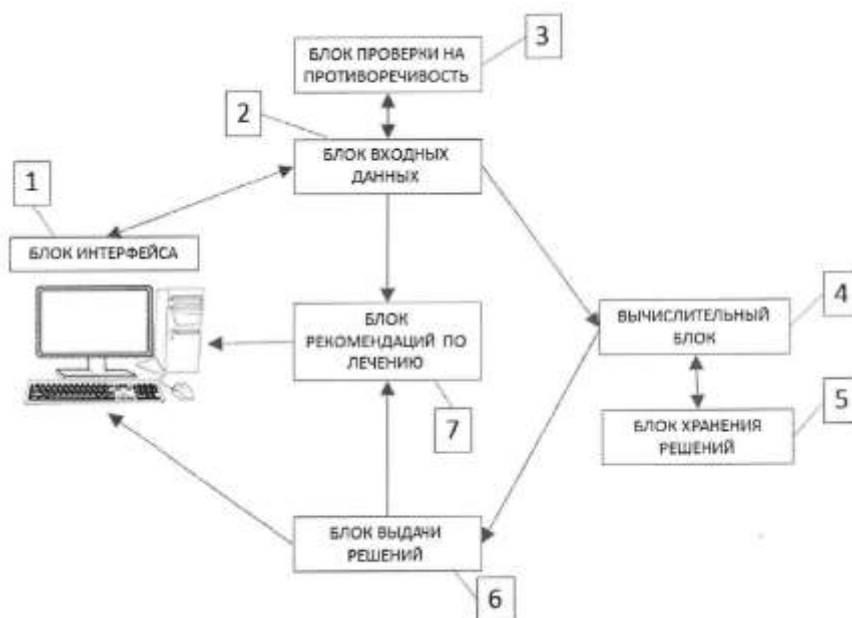 3
БЛОК ПРОВЕРКИ НА
ПРОТИВОРЕЧИВОСТЬ
2
БЛОК ВХОДНЫХ
ДАННЫХ
1
БЛОК ИНТЕРФЕЙСА
БЛОК
РЕКОМЕНДАЦИЙ ПО
ЛЕЧЕНИЮ
7
4
ВЫЧИСЛИТЕЛЬНЫЙ
БЛОК
5
БЛОК ХРАНЕНИЯ
РЕШЕНИЙ
БЛОК ВЫДАЧИ
РЕШЕНИЙ
6